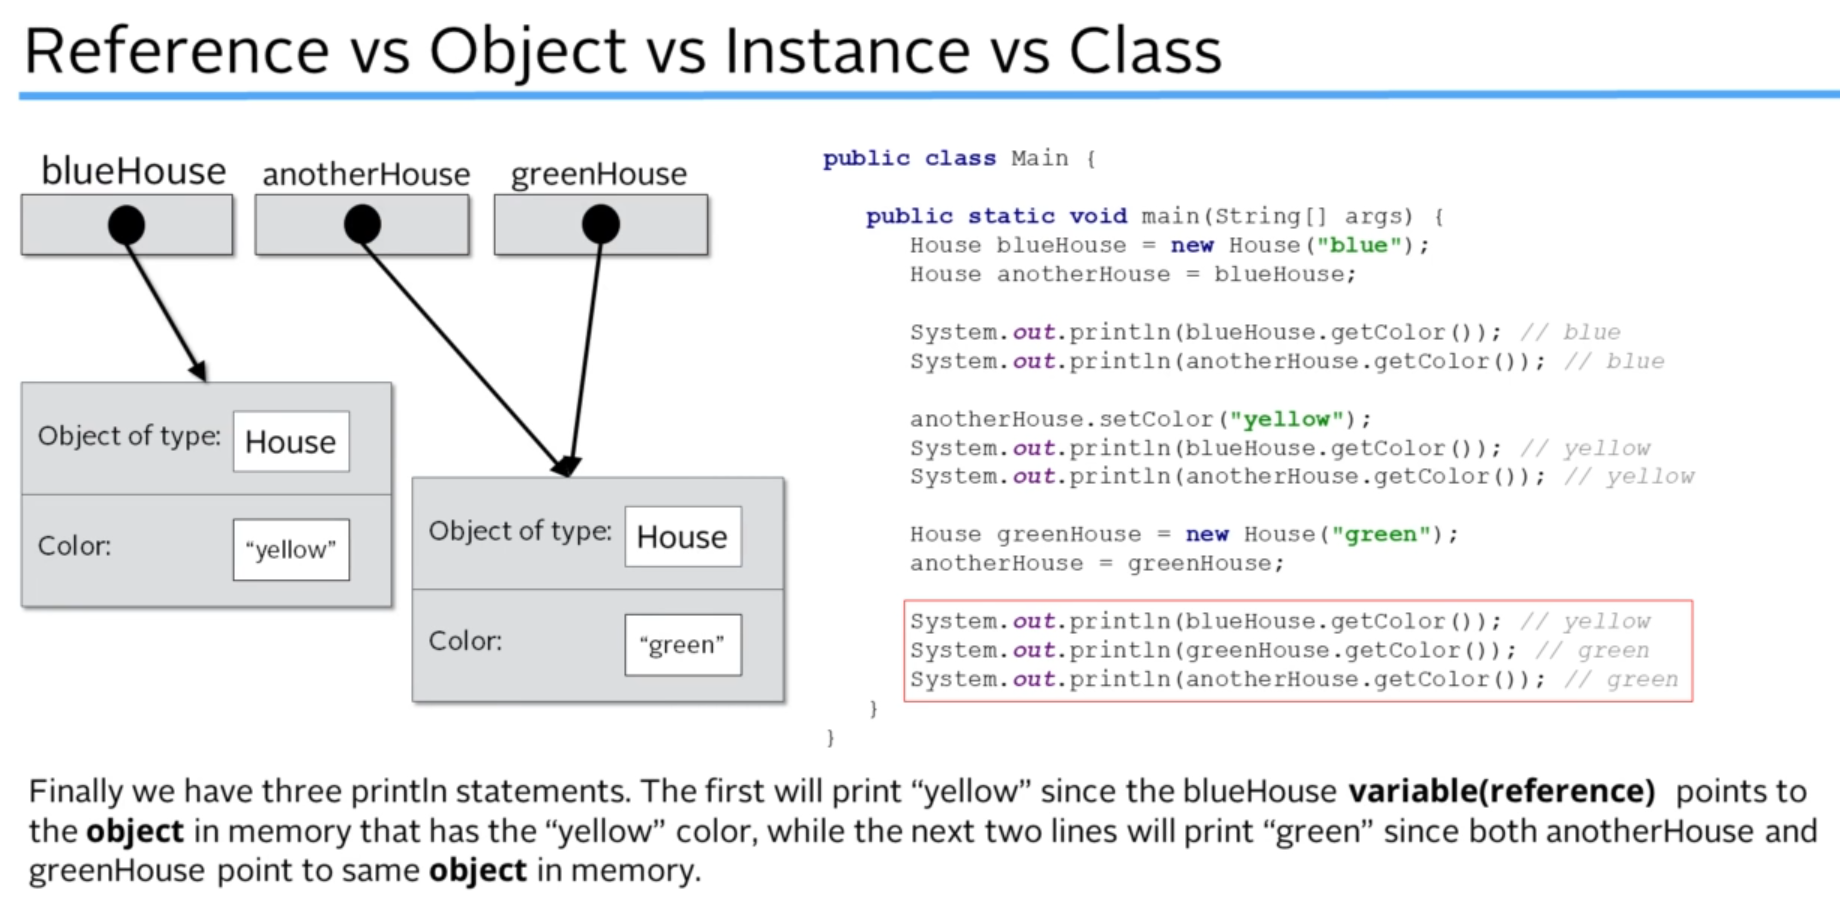 Reference vs Object vs Instance vs Class
blueHouse
anotherHouse
greenHouse
Object of type: House
Color: “yellow”
Object of type: House
Color: “green”
public class Main {
public static void main(String[] args) {
House blueHouse = new House("blue");
House anotherHouse = blueHouse;
System.out.println(blueHouse.getColor()); // blue
System.out.println(anotherHouse.getColor()); // blue
anotherHouse.setColor("yellow");
System.out.println(blueHouse.getColor()); // yellow
System.out.println(anotherHouse.getColor()); // yellow
House greenHouse = new House("green");
anotherHouse = greenHouse;
System.out.println(blueHouse.getColor()); // yellow
System.out.println(greenHouse.getColor()); // green
System.out.println(anotherHouse.getColor()); // green
}
}
Finally we have three println statements. The first will print “yellow” since the blueHouse variable(reference) points to
the object in memory that has the “yellow” color, while the next two lines will print “green” since both anotherHouse and
greenHouse point to same object in memory.